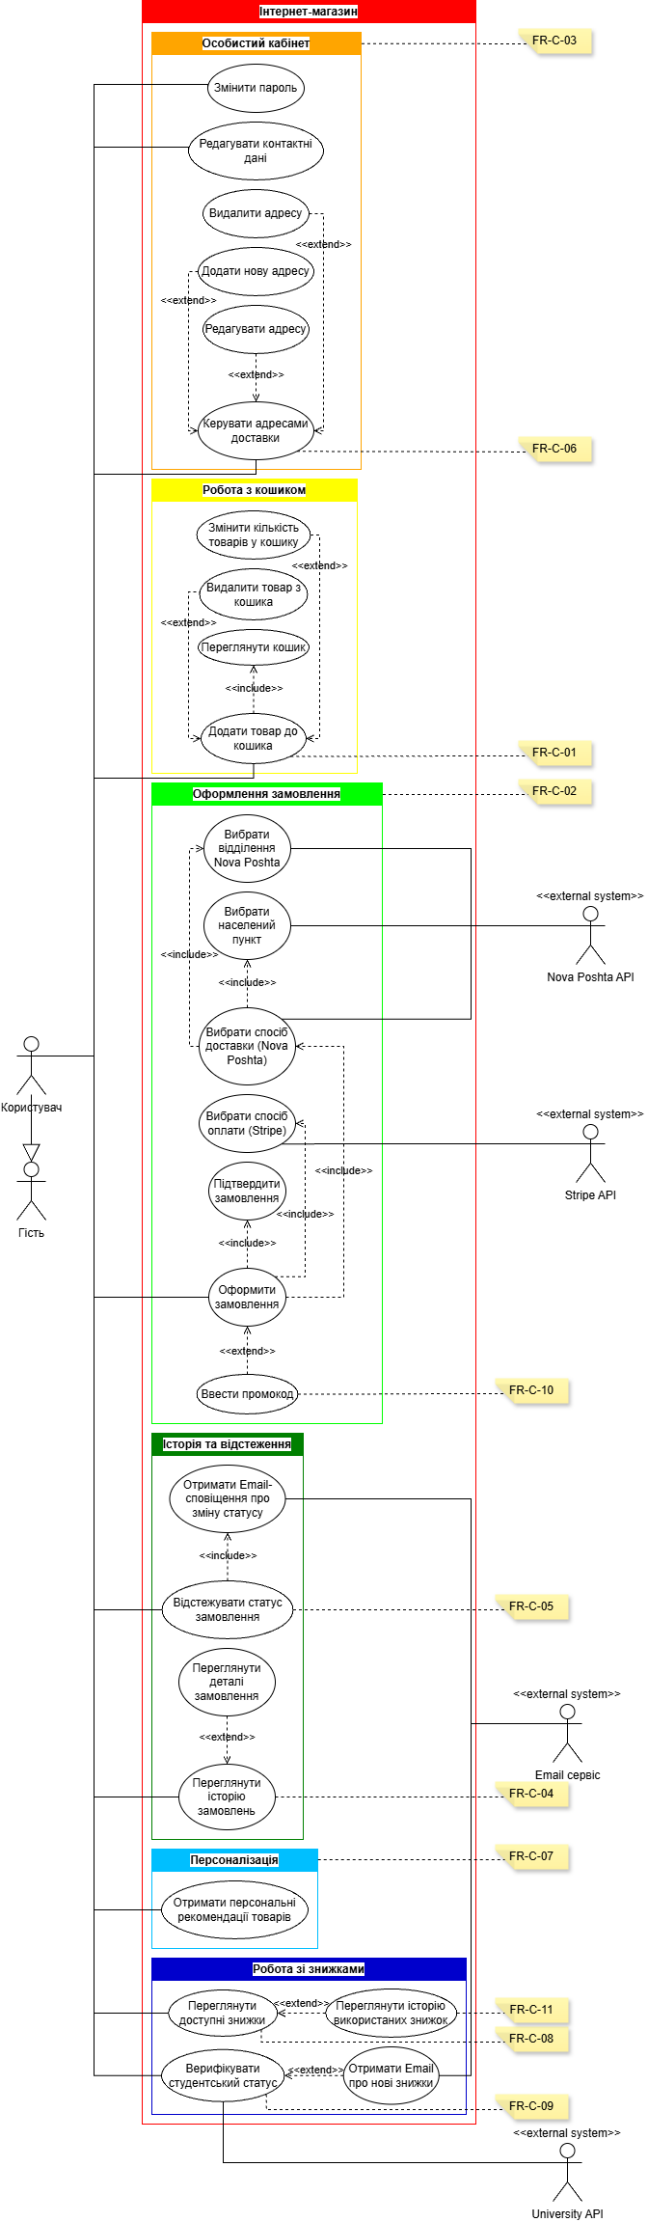 Інтернет-магазин
Особистий кабінет
FR-C-03
Змінити пароль
Редагувати контактні
дані
Видалити адресу
<<extend>>
Додати нову адресу
<<extend>>
Редагувати адресу
<<extend>>
Керувати адресами
доставки
FR-C-06
Робота з кошиком
Змінити кількість
товарів у кошику
<<extend>>
Видалити товар з
кошика
<<extend>>
Переглянути кошик
<<include>>
Додати товар до
кошика
FR-C-01
Оформлення замовлення
FR-C-02
Вибрати
відділення
Nova Poshta
Вибрати
населений
пункт
<<external system>>
Nova Poshta API
<<include>>
<<include>>
Вибрати спосіб
доставки (Nova
Poshta)
Користувач
Вибрати спосіб
оплати (Stripe)
<<external system>>
Stripe API
<<include>>
Підтвердити
замовлення
<<include>>
Гість
<<include>>
Оформити
замовлення
<<extend>>
Ввести промокод
FR-C-10
Історія та відстеження
Отримати Email-
сповіщення про
зміну статусу
<<include>>
Відстежувати статус
замовлення
FR-C-05
Переглянути
деталі
замовлення
<<external system>>
Email сервіс
<<extend>>
Переглянути
історію
замовлень
FR-C-04
Персоналізація
FR-C-07
Отримати персональні
рекомендації товарів
Робота зі знижками
Переглянути
доступні знижки
<<extend>>
Переглянути історію
використаних знижок
FR-C-11
FR-C-08
Верифікувати
студентський статус
<<extend>>
Отримати Email
про нові знижки
FR-C-09
<<external system>>
University API